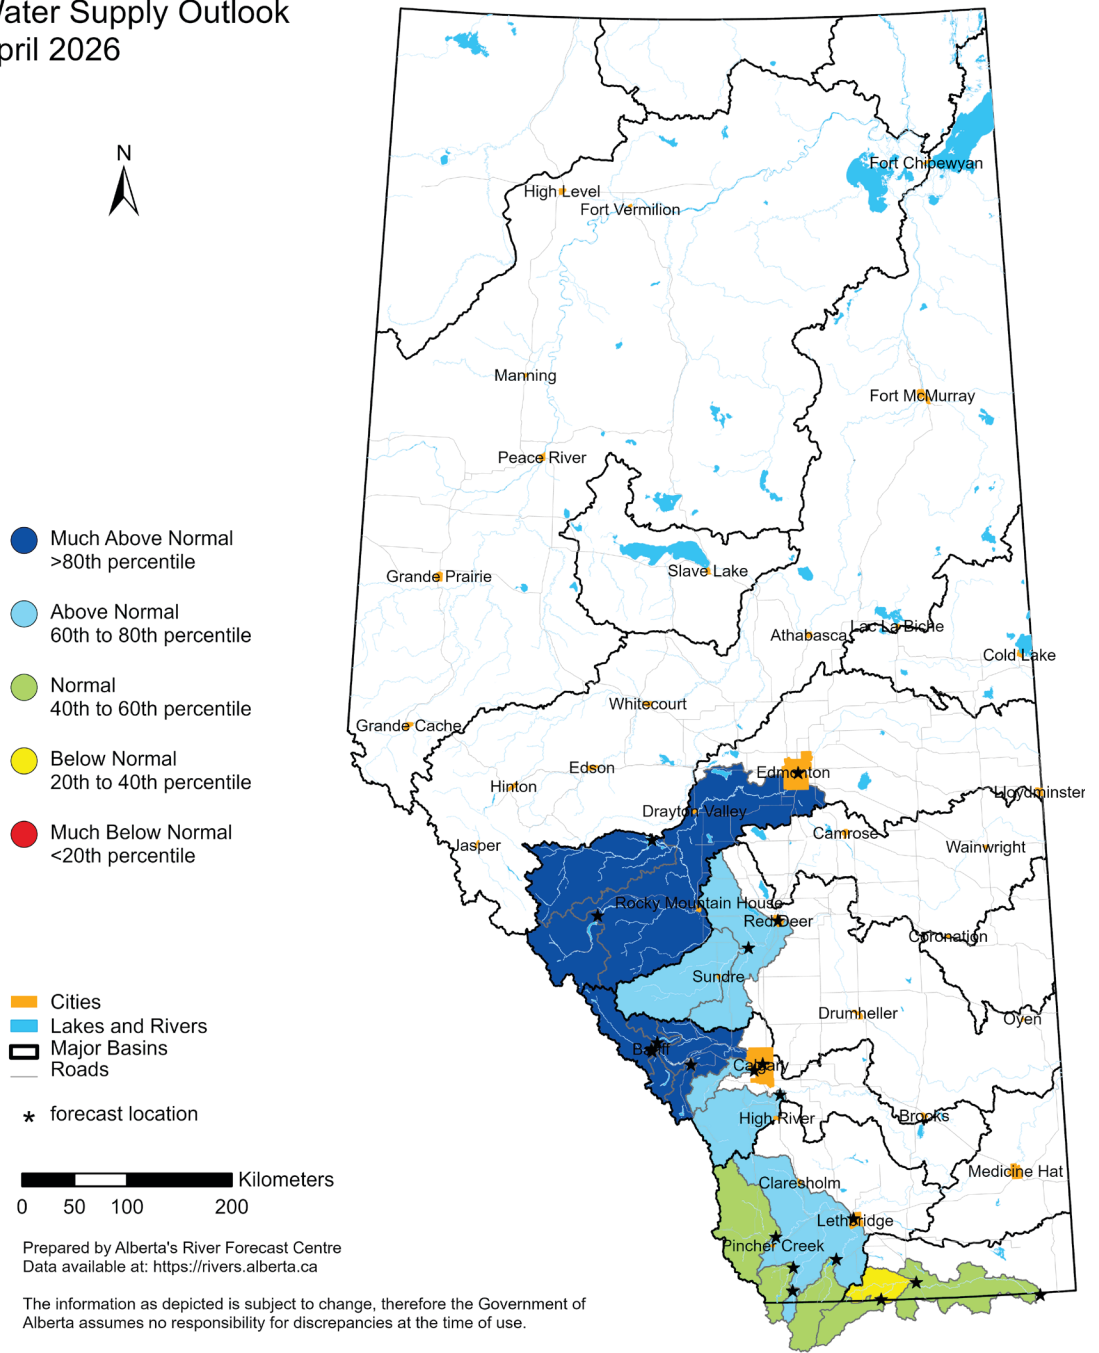 Water Supply Outlook
April 2026
N
Fort Chipewyan
High Level
Fort Vermilion
Manning
Fort McMurray
Peace River
Much Above Normal
>80th percentile
Slave Lake
Grande Prairie
Above Normal
60th to 80th percentile
Lac La Biche
Athabasca
Cold Lake
Normal
40th to 60th percentile
Whitecourt
Grande Cache
Below Normal
20th to 40th percentile
Edson
Edmonton
Hinton
Lloydminster
Drayton Valley
Much Below Normal
<20th percentile
Camrose
Jasper
Wainwright
Rocky Mountain House
Red Deer
Coronation
Sundre
Cities
Drumheller
Oyen
Lakes and Rivers
Major Basins
Banff
Roads
Calgary
forecast location
High River
Brooks
Medicine Hat
Kilometers
0 50 100 200
Claresholm
Lethbridge
Pincher Creek
Prepared by Alberta's River Forecast Centre
Data available at: https://rivers.alberta.ca
The information as depicted is subject to change, therefore the Government of
Alberta assumes no responsibility for discrepancies at the time of use.